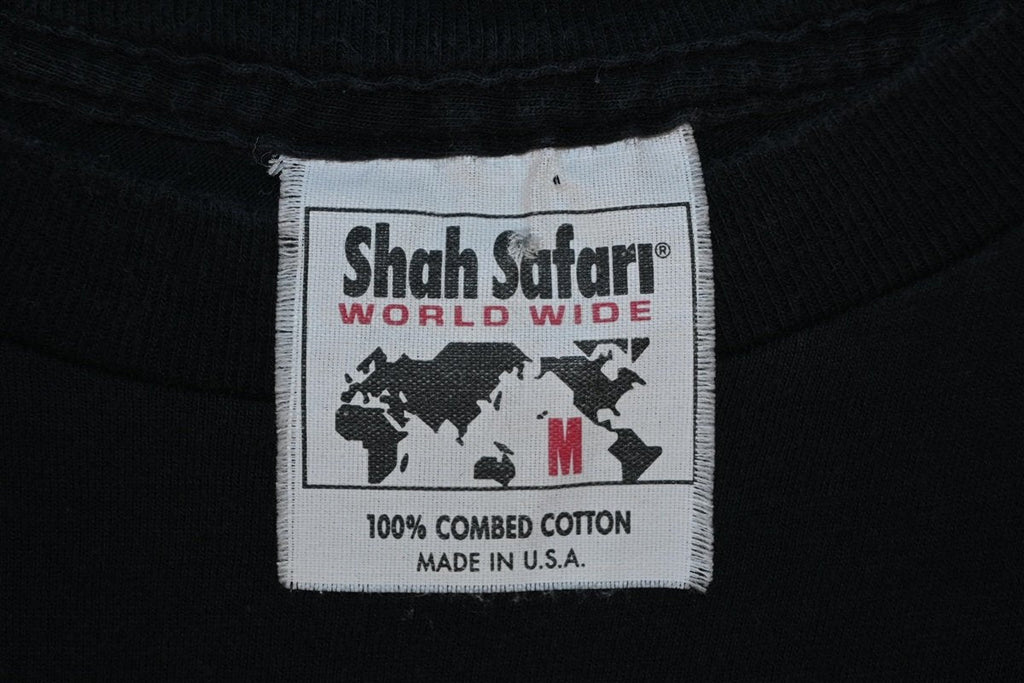 Shah Safari®
WORLD WIDE
M
100% COMBED COTTON
MADE IN U.S.A.